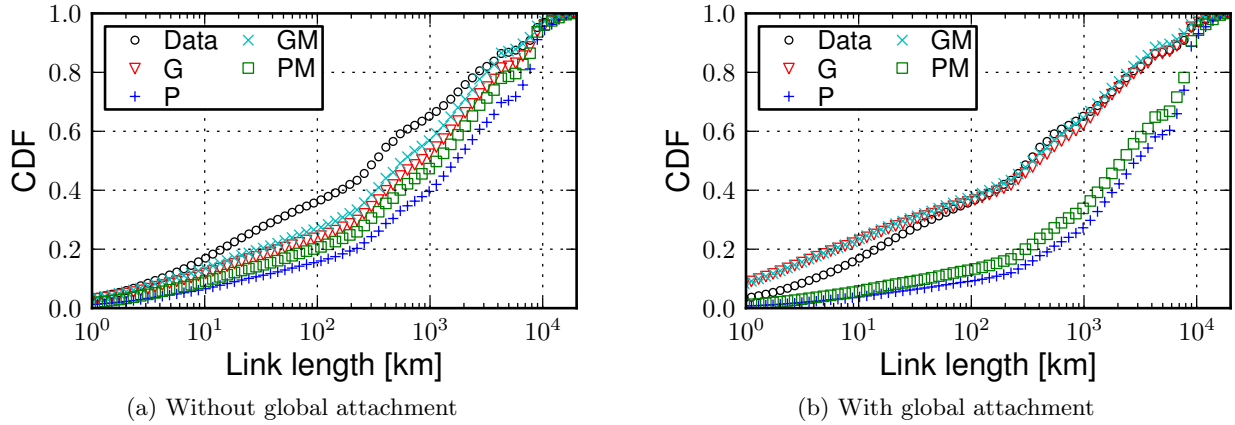 1.0
0.8
0.6
0.4
0.2
0.0
CDF
Data
G
P
GM
PM
10^0
10^1
10^2
10^3
10^4
Link length [km]
(a) Without global attachment
1.0
0.8
0.6
0.4
0.2
0.0
CDF
Data
G
P
GM
PM
10^0
10^1
10^2
10^3
10^4
Link length [km]
(b) With global attachment